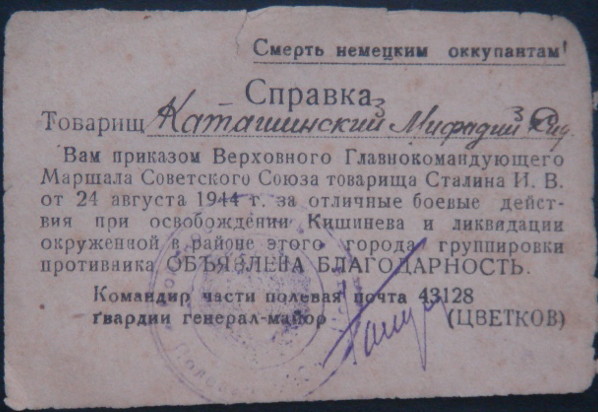 Смерть немецким оккупантам!
Справка
Товарищ Каташинский
Вам приказом Верховного Главнокомандующего
Маршала Советского Союза товарища Сталина И. В.
от 24 августа 1944 г. за отличные боевые дейст-
вия при освобождении Кишинева и ликвидации
окруженной в районе этого города группировки
противника ОБЪЯВЛЕНА БЛАГОДАРНОСТЬ.
Командир части полевая почта 43128
гвардии генерал-майор (ЦВЕТКОВ)